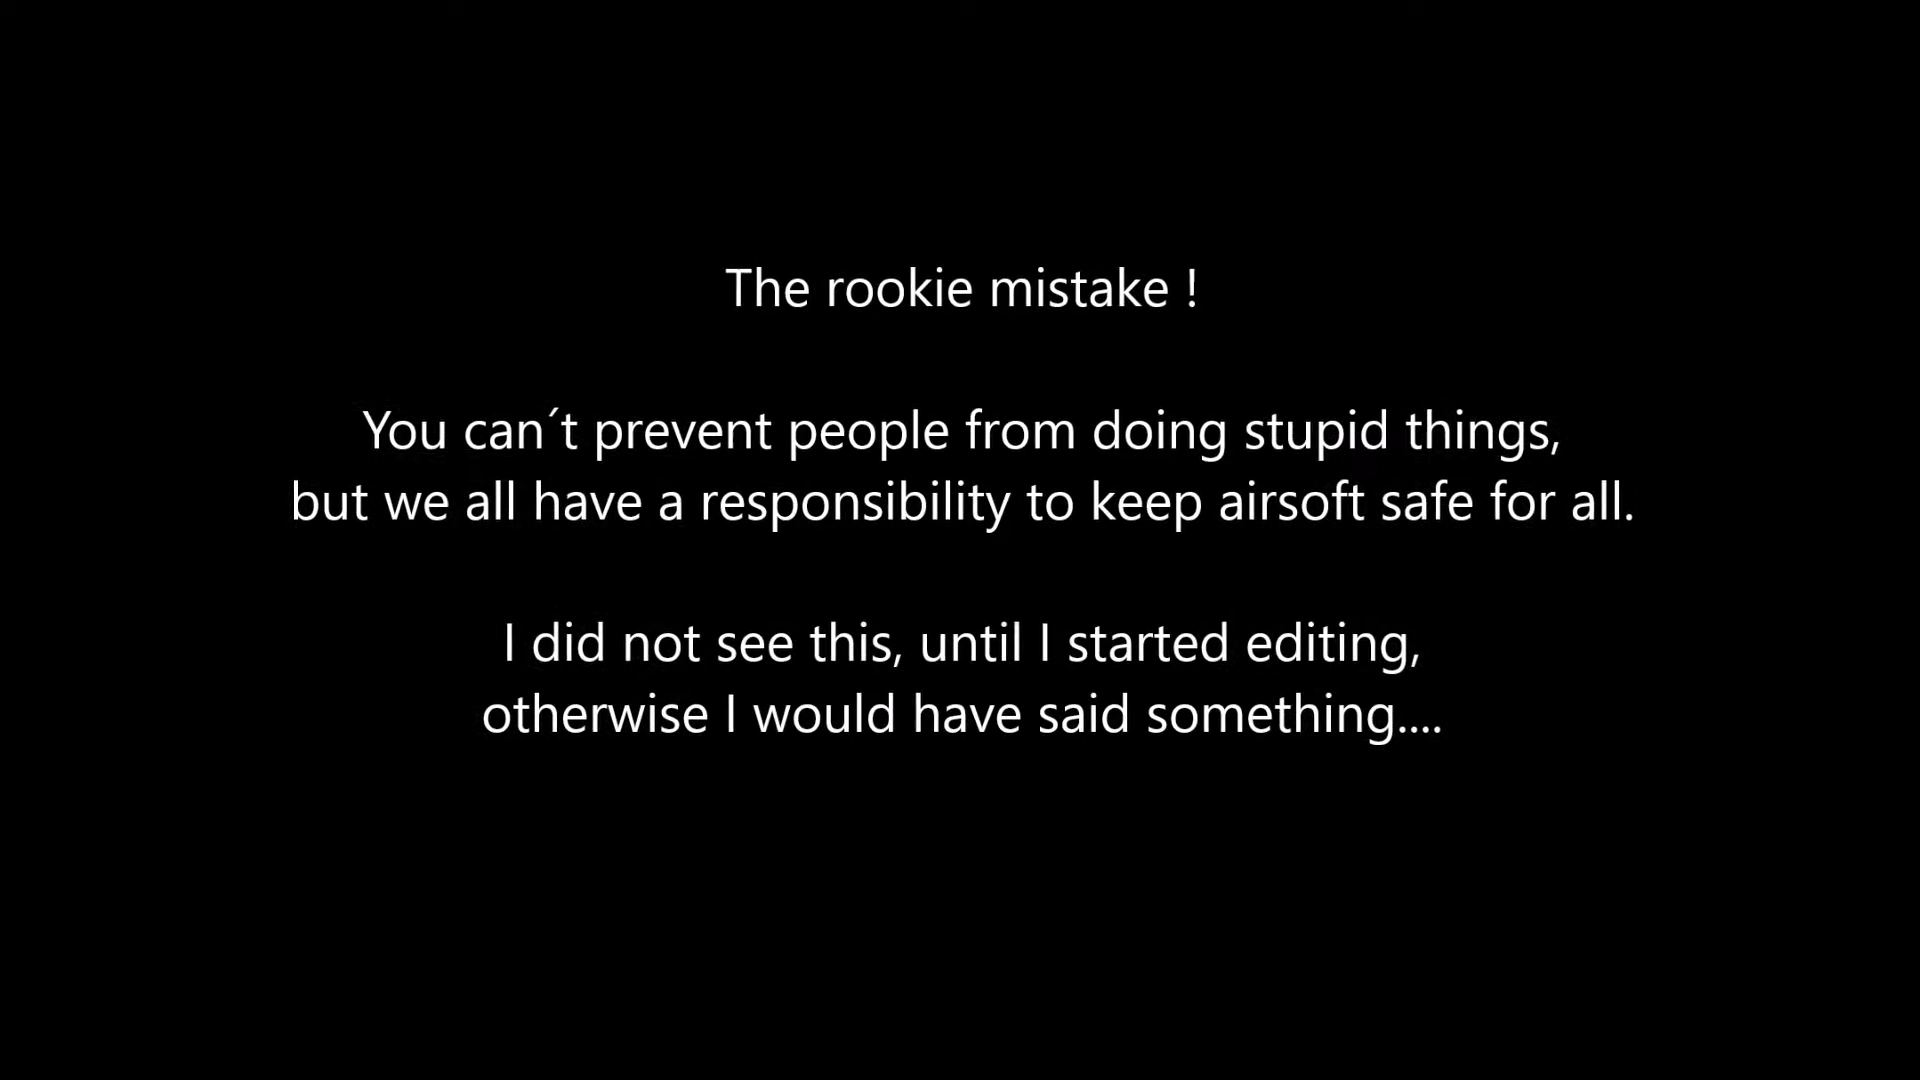 The rookie mistake !
You can´t prevent people from doing stupid things,
but we all have a responsibility to keep airsoft safe for all.
I did not see this, until I started editing,
otherwise I would have said something....